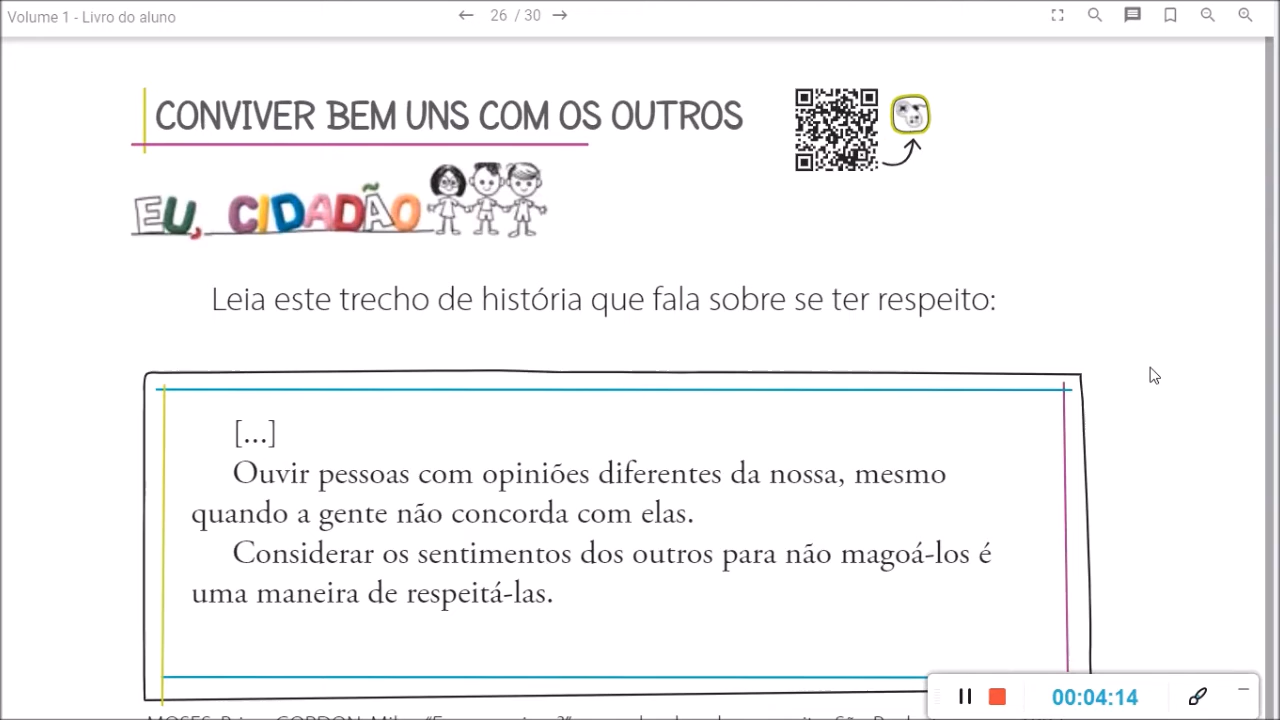 Volume 1 - Livro do aluno
26 / 30
CONVIVER BEM UNS COM OS OUTROS
EU, CIDADÃO
Leia este trecho de história que fala sobre se ter respeito:
[...]
Ouvir pessoas com opiniões diferentes da nossa, mesmo
quando a gente não concorda com elas.
Considerar os sentimentos dos outros para não magoá-los é
uma maneira de respeitá-las.
00:04:14